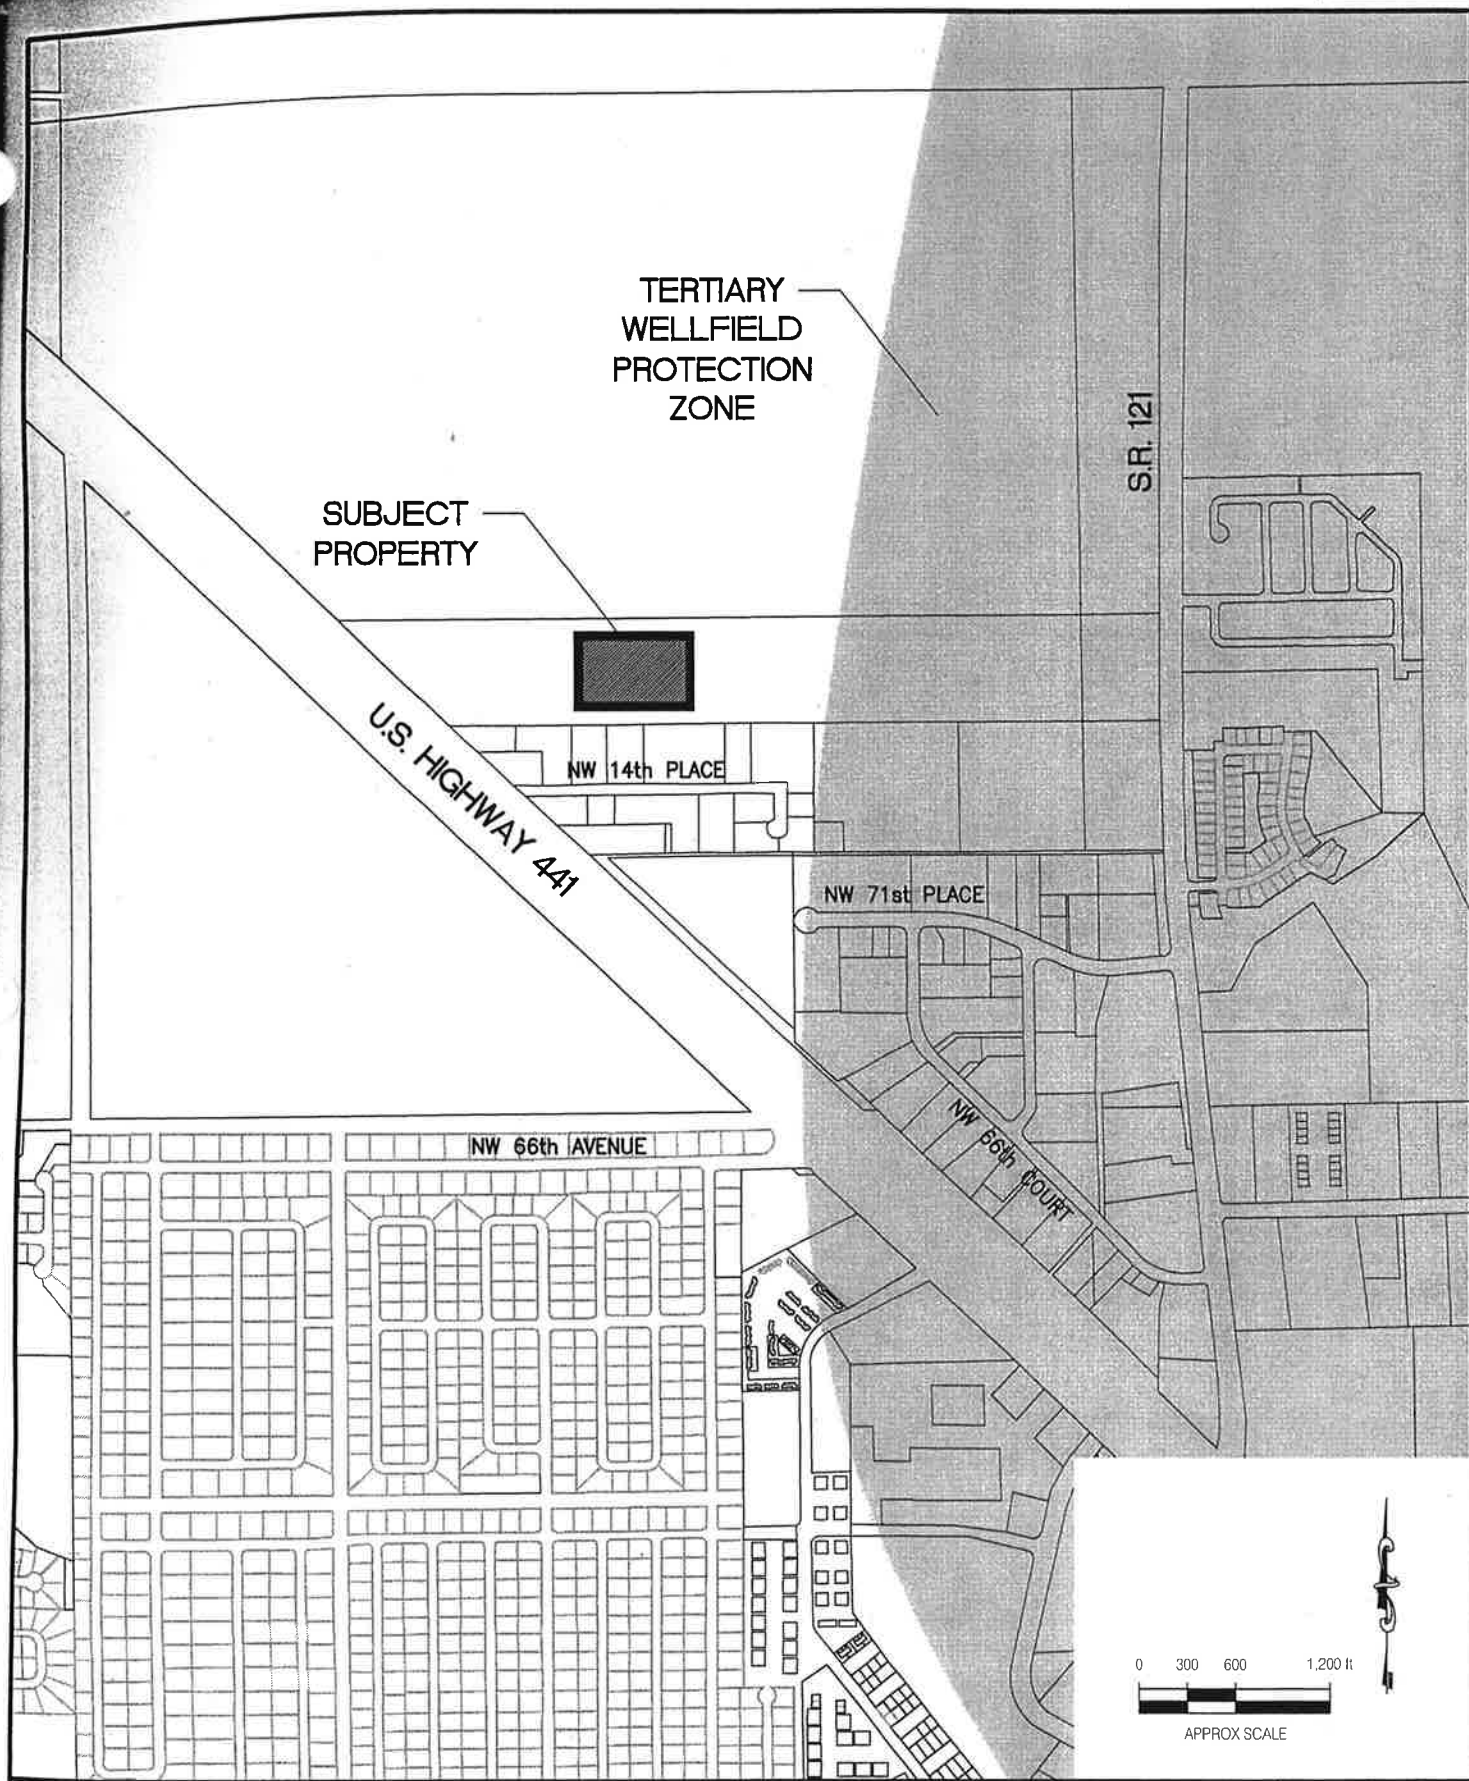 TERTIARY
WELLFIELD
PROTECTION
ZONE
S.R. 121
SUBJECT
PROPERTY
U.S. HIGHWAY 441
NW 14th PLACE
NW 71st PLACE
NW 66th COURT
NW 66th AVENUE
0 300 600 1,200 ft
APPROX SCALE